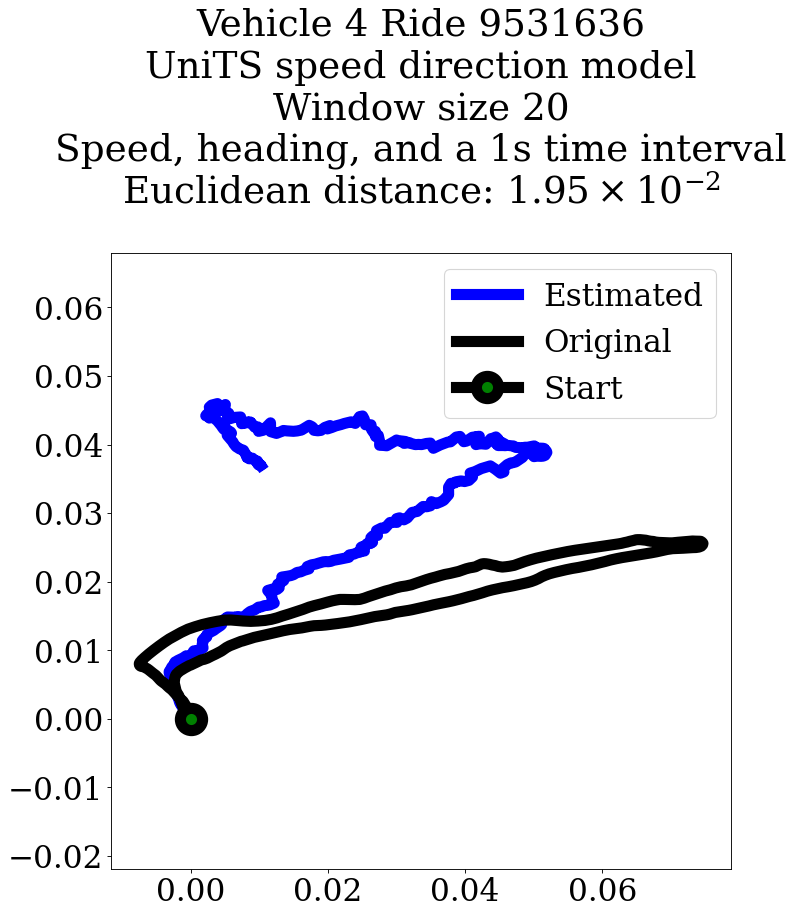 Vehicle 4 Ride 9531636
UniTS speed direction model
Window size 20
Speed, heading, and a 1s time interval
Euclidean distance: 1.95 × 10⁻²
Estimated
Original
Start
0.06
0.05
0.04
0.03
0.02
0.01
0.00
−0.01
−0.02
0.00 0.02 0.04 0.06